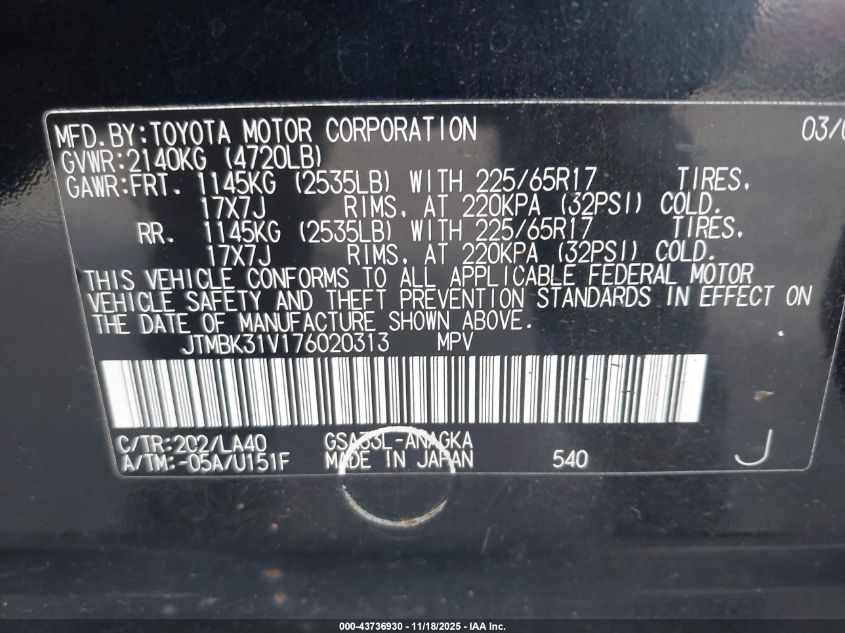 MFD.BY:TOYOTA MOTOR CORPORATION 03/
GVWR:2140KG (4720LB)
GAWR:FRT. 1145KG (2535LB) WITH 225/65R17 TIRES,
17X7J RIMS, AT 220KPA (32PSI) COLD.
RR. 1145KG (2535LB) WITH 225/65R17 TIRES,
17X7J RIMS, AT 220KPA (32PSI) COLD.
THIS VEHICLE CONFORMS TO ALL APPLICABLE FEDERAL MOTOR
VEHICLE SAFETY AND THEFT PREVENTION STANDARDS IN EFFECT ON
THE DATE OF MANUFACTURE SHOWN ABOVE.
JTMBK31V176020313 MPV
C/TR:202/LA40 GSA33L-ANAGKA
A/TM:-05A/U151F MADE IN JAPAN 540 J
000-43736930 - 11/18/2025 - IAA Inc.